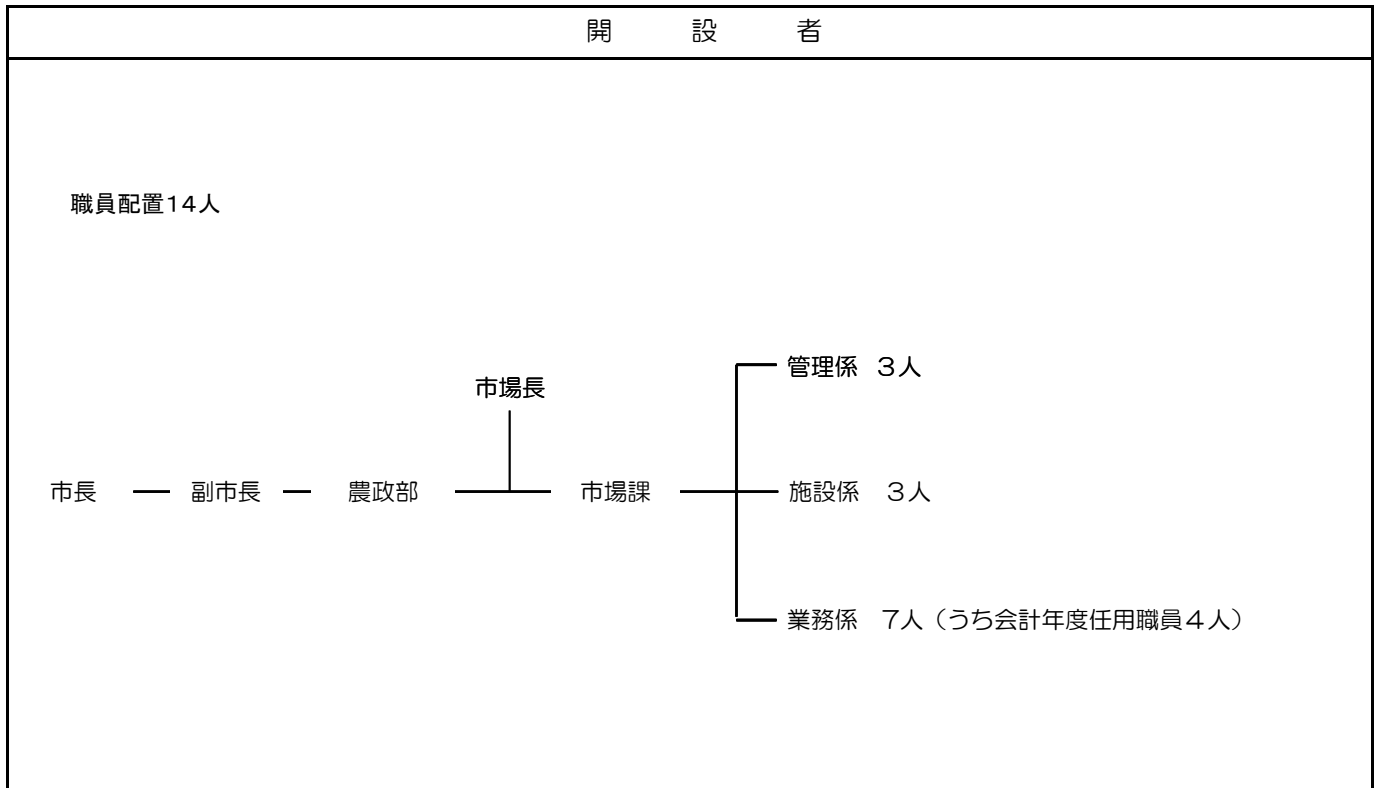 開　設　者
職員配置14人
管理係　３人
市場長
市長　副市長　農政部　市場課　施設係　３人
業務係　７人（うち会計年度任用職員４人）